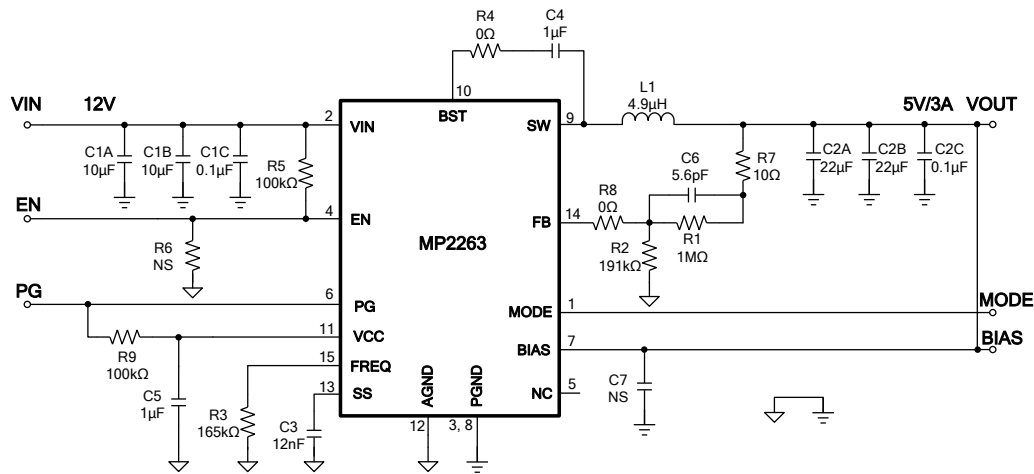 R4
0Ω
C4
1µF
10
BST
VIN
12V
2
VIN
SW
9
L1
4.9µH
5V/3A
VOUT
C1A
10µF
C1B
10µF
C1C
0.1µF
R5
100kΩ
C6
5.6pF
R7
10Ω
C2A
22µF
C2B
22µF
C2C
0.1µF
EN
4
EN
R8
0Ω
FB
14
R6
NS
MP2263
R2
191kΩ
R1
1MΩ
PG
6
PG
MODE
1
MODE
11
VCC
BIAS
7
BIAS
R9
100kΩ
15
FREQ
C5
1µF
13
SS
AGND
PGND
NC
5
C7
NS
R3
165kΩ
C3
12nF
12
3, 8